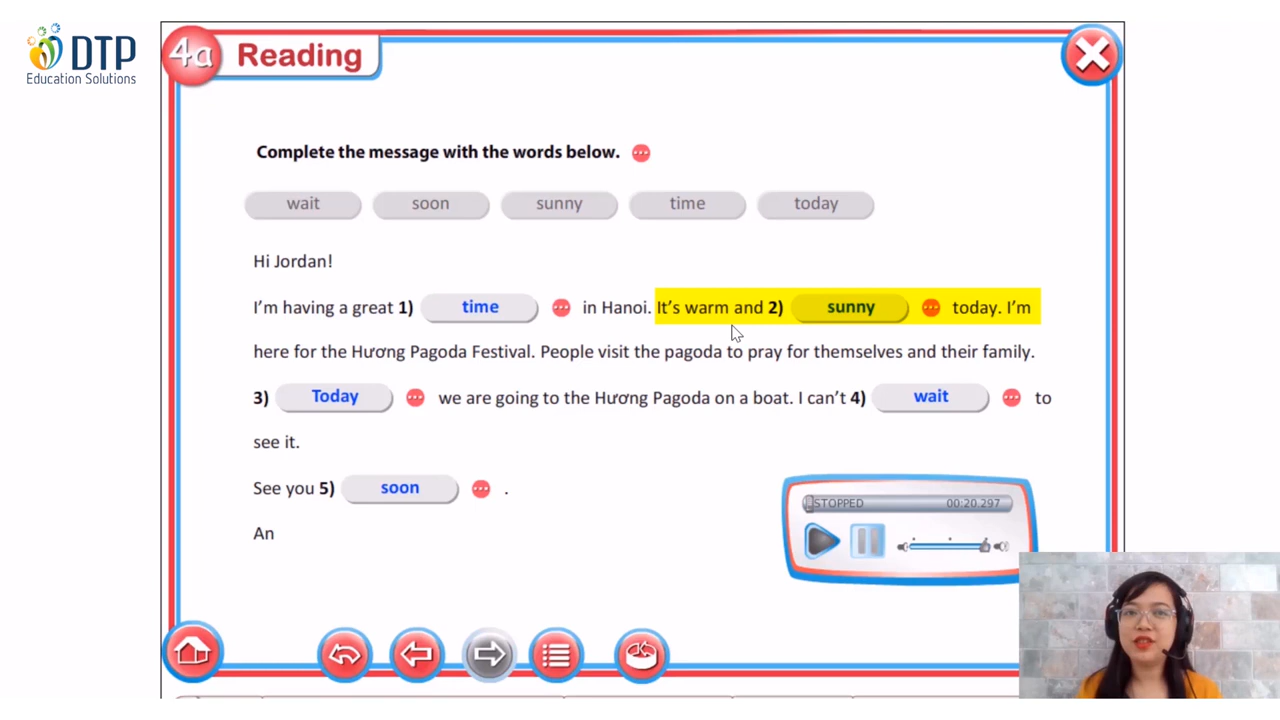 DTP
Education Solutions
4a Reading
Complete the message with the words below.
wait soon sunny time today
Hi Jordan!
I'm having a great 1) time in Hanoi. It's warm and 2) sunny today. I'm
here for the Hương Pagoda Festival. People visit the pagoda to pray for themselves and their family.
3) Today we are going to the Hương Pagoda on a boat. I can't 4) wait to
see it.
See you 5) soon .
An
STOPPED 00:20.297